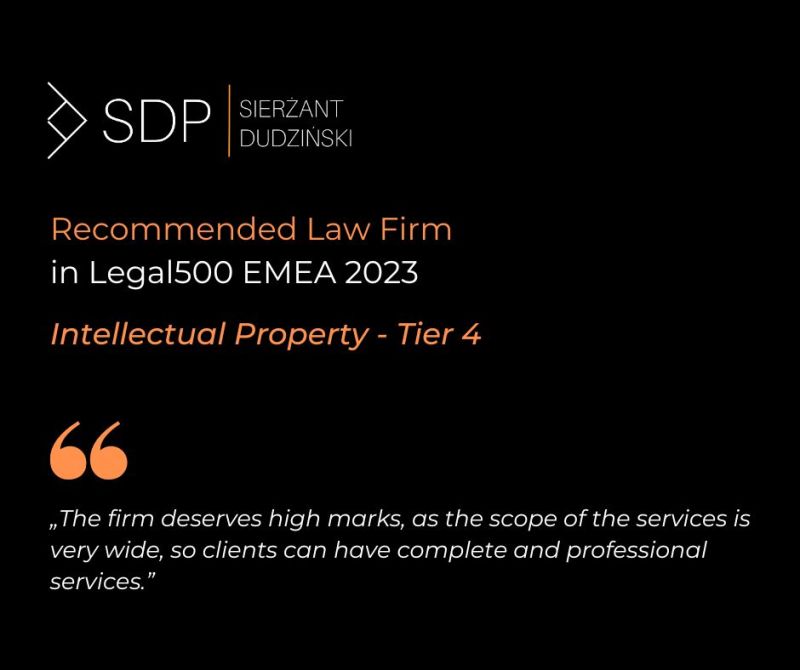 SDP
SIERŻANT
DUDZIŃSKI
Recommended Law Firm
in Legal500 EMEA 2023
Intellectual Property - Tier 4
“
„The firm deserves high marks, as the scope of the services is
very wide, so clients can have complete and professional
services.”